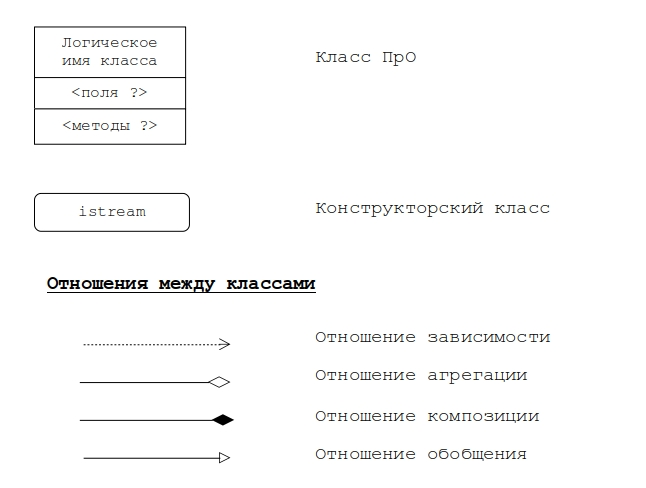 Логическое
имя класса
Класс ПрО
<поля ?>
<методы ?>
istream
Конструкторский класс
Отношения между классами
Отношение зависимости
Отношение агрегации
Отношение композиции
Отношение обобщения